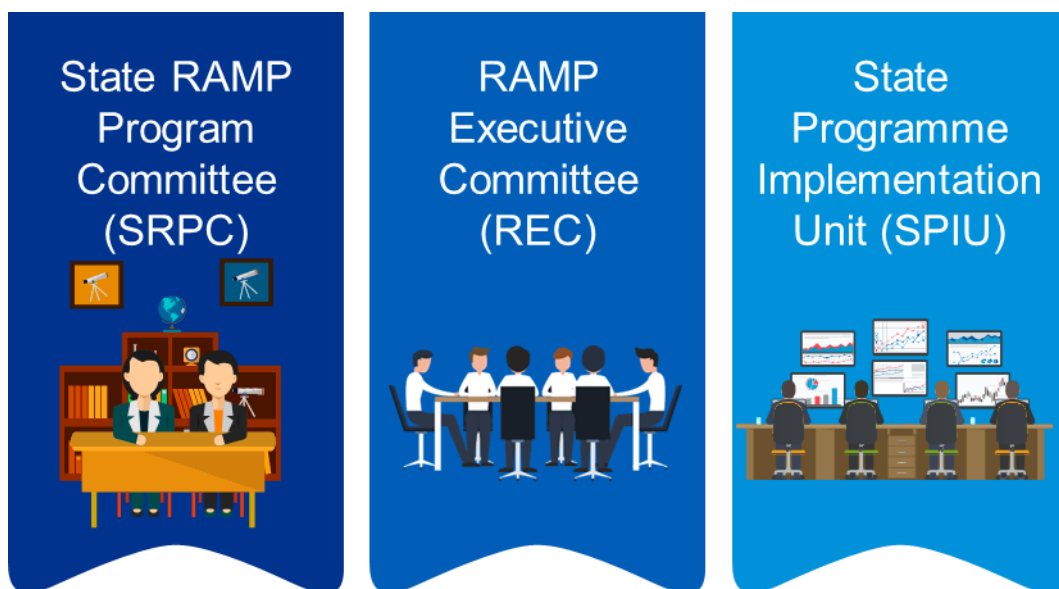 State RAMP
Program
Committee
(SRPC)
RAMP
Executive
Committee
(REC)
State
Programme
Implementation
Unit (SPIU)